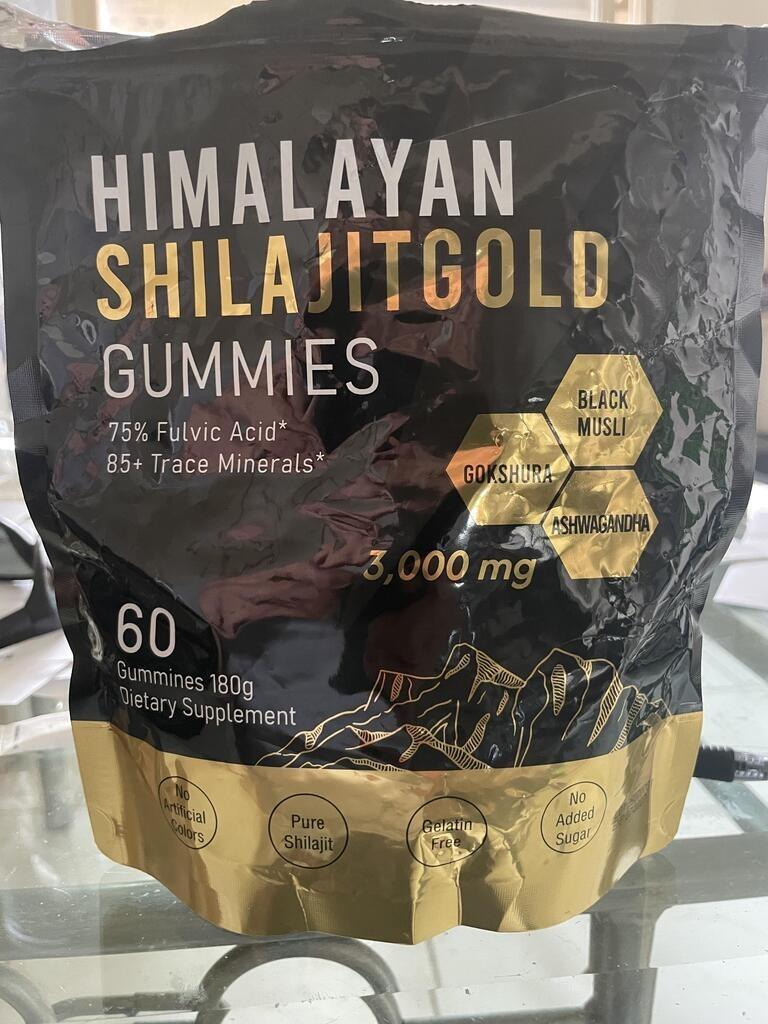 HIMALAYAN
SHILAJITGOLD
GUMMIES
75% Fulvic Acid*
85+ Trace Minerals*
BLACK
MUSLI
GOKSHURA
ASHWAGANDHA
3,000 mg
60
Gummines 180g
Dietary Supplement
No
Artificial
Colors
Pure
Shilajit
Gelatin
Free
No
Added
Sugar